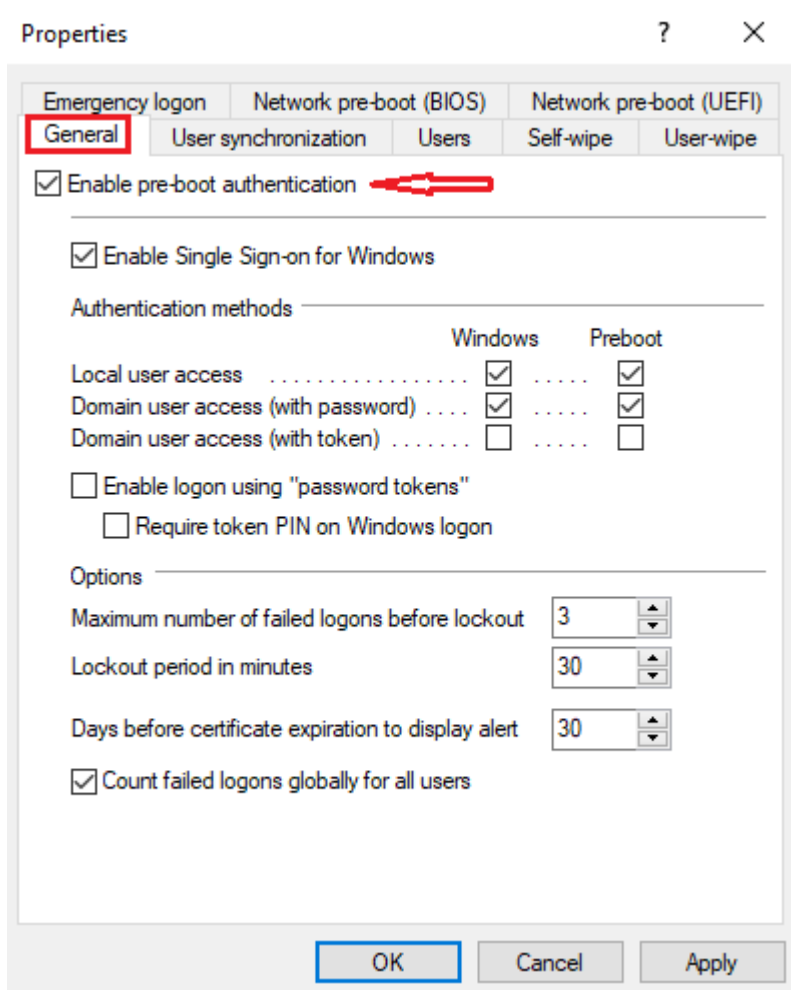 Properties ?
Emergency logon Network pre-boot (BIOS) Network pre-boot (UEFI)
General User synchronization Users Self-wipe User-wipe
Enable pre-boot authentication
Enable Single Sign-on for Windows
Authentication methods
Windows Preboot
Local user access . . . . . . . . . . . . . . . . . . . . . . .
Domain user access (with password) . . . . . . . . .
Domain user access (with token) . . . . . . . . . . . .
Enable logon using "password tokens"
Require token PIN on Windows logon
Options
Maximum number of failed logons before lockout 3
Lockout period in minutes 30
Days before certificate expiration to display alert 30
Count failed logons globally for all users
OK Cancel Apply